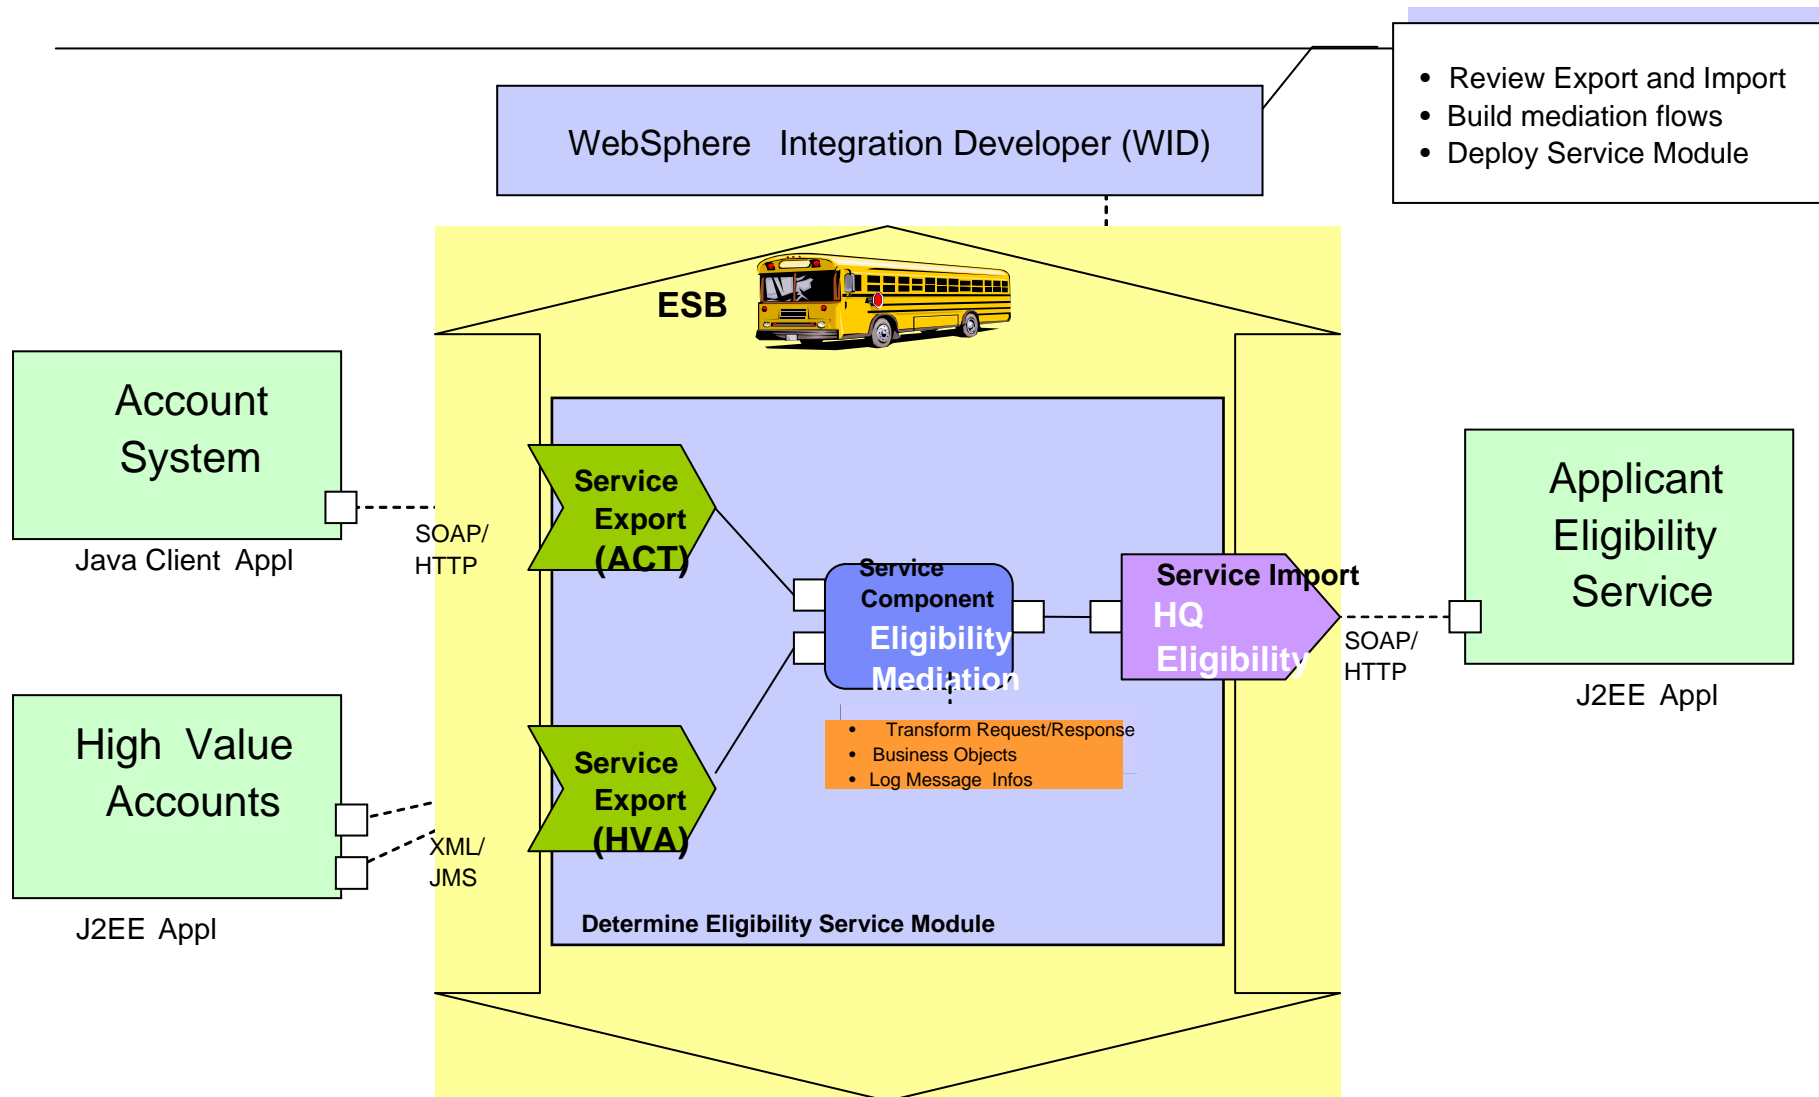 • Review Export and Import
• Build mediation flows
• Deploy Service Module
WebSphere Integration Developer (WID)
ESB
Account
System
Java Client Appl
SOAP/
HTTP
Service
Export
(ACT)
Service
Component
Eligibility
Mediation
• Transform Request/Response
• Business Objects
• Log Message Infos
Service Import
HQ
Eligibility
SOAP/
HTTP
Applicant
Eligibility
Service
J2EE Appl
High Value
Accounts
J2EE Appl
XML/
JMS
Service
Export
(HVA)
Determine Eligibility Service Module